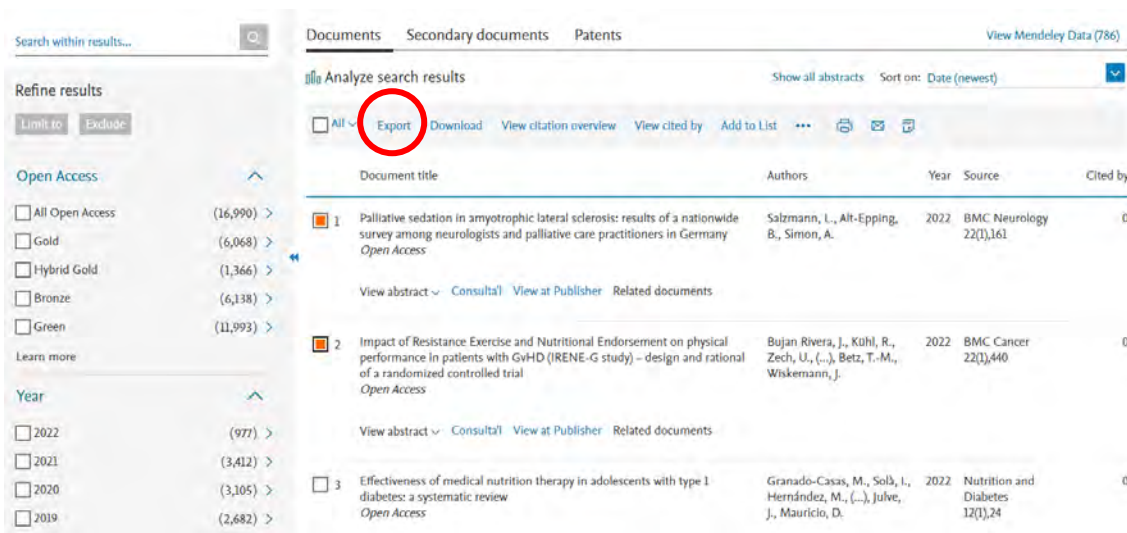 Search within results...
Documents Secondary documents Patents
View Mendeley Data (786)
Refine results
Limit to Exclude
Analyze search results
Show all abstracts Sort on: Date (newest)
All Export Download View citation overview View cited by Add to List ...
Open Access
All Open Access (16,990)
Gold (6,068)
Hybrid Gold (1,366)
Bronze (6,138)
Green (11,993)
Learn more
Year
2022 (977)
2021 (3,412)
2020 (3,105)
2019 (2,682)
Document title Authors Year Source Cited by
1 Palliative sedation in amyotrophic lateral sclerosis: results of a nationwide
survey among neurologists and palliative care practitioners in Germany
Open Access
Salzmann, L., Alt-Epping,
B., Simon, A.
2022
BMC Neurology
22(1),161
0
View abstract Consulta'l View at Publisher Related documents
2 Impact of Resistance Exercise and Nutritional Endorsement on physical
performance in patients with GvHD (IRENE-G study) – design and rational
of a randomized controlled trial
Open Access
Bujan Rivera, J., Kühl, R.,
Zech, U., (...), Betz, T.-M.,
Wiskemann, J.
2022
BMC Cancer
22(1),440
0
View abstract Consulta'l View at Publisher Related documents
3 Effectiveness of medical nutrition therapy in adolescents with type 1
diabetes: a systematic review
Open Access
Granado-Casas, M., Solà, I.,
Hernández, M., (...), Julve,
J., Mauricio, D.
2022
Nutrition and
Diabetes
12(1),24
0